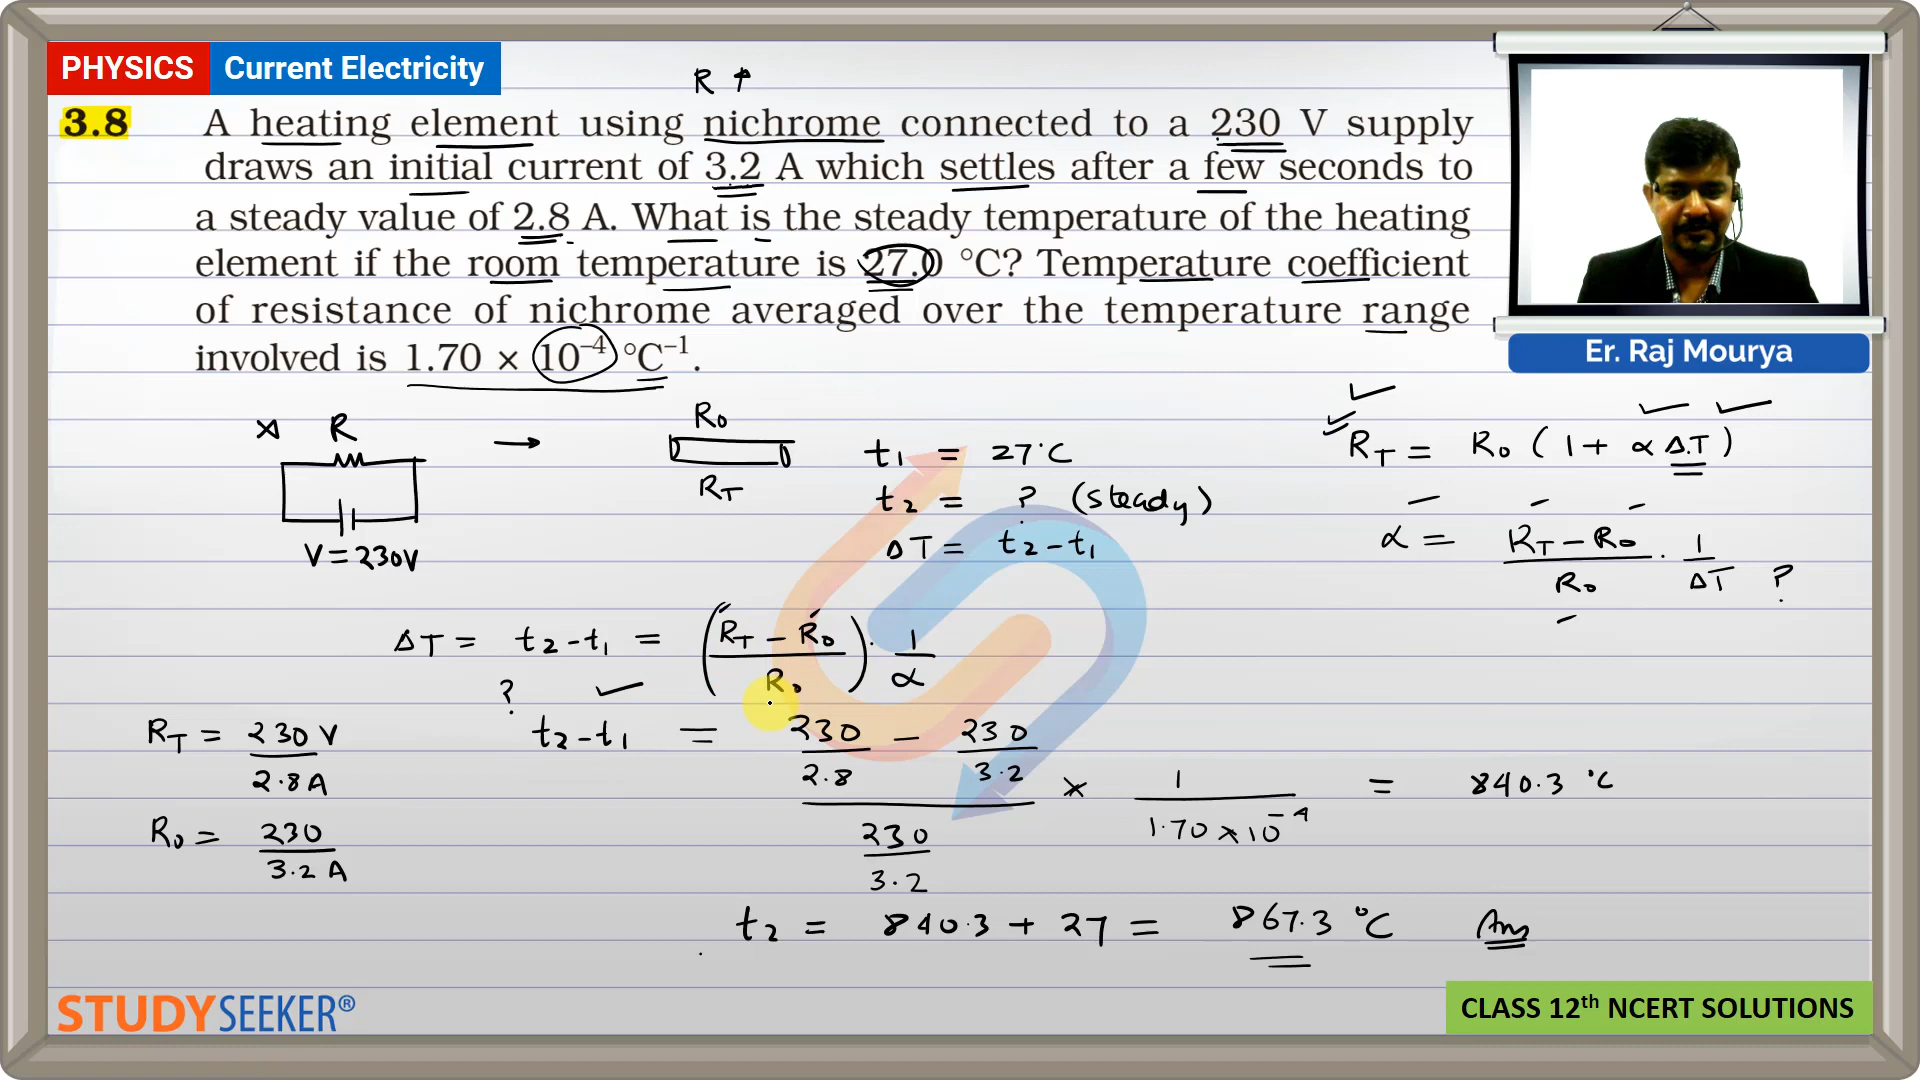 PHYSICS Current Electricity
R ↑
3.8 A heating element using nichrome connected to a 230 V supply
draws an initial current of 3.2 A which settles after a few seconds to
a steady value of 2.8 A. What is the steady temperature of the heating
element if the room temperature is 27.0 °C? Temperature coefficient
of resistance of nichrome averaged over the temperature range
involved is 1.70 × 10⁻⁴ °C⁻¹.
Er. Raj Mourya
R
V = 230V
→
R₀
R_T
t₁ = 27°C
t₂ = ? (steady)
ΔT = t₂ - t₁
R_T = R₀ ( 1 + α Δ.T )
α = (R_T - R₀)/R₀ . 1/ΔT ?
ΔT = t₂ - t₁ = ((R_T - R₀)/R₀) . 1/α
?
R_T = 230 V / 2.8 A
R₀ = 230 / 3.2 A
t₂ - t₁ = (230/2.8 - 230/3.2) / (230/3.2) × 1/(1.70 × 10⁻⁴) = 840.3 °C
t₂ = 840.3 + 27 = 867.3 °C Ans
STUDYSEEKER®
CLASS 12th NCERT SOLUTIONS